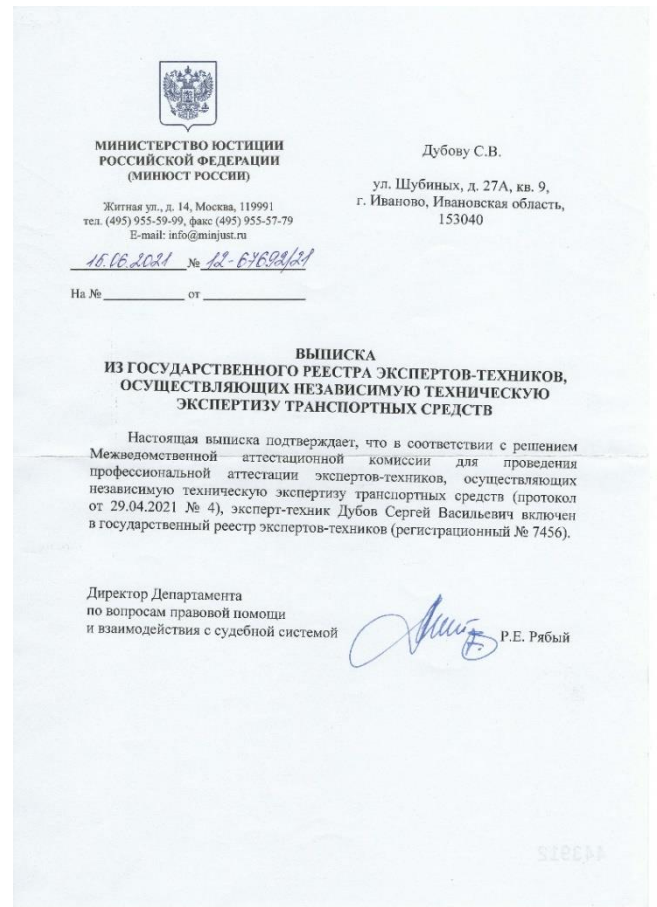 МИНИСТЕРСТВО ЮСТИЦИИ
РОССИЙСКОЙ ФЕДЕРАЦИИ
(МИНЮСТ РОССИИ)
Житная ул., д. 14, Москва, 119991
тел. (495) 955-59-99, факс (495) 955-57-79
E-mail: info@minjust.ru
16.06.2021 № 12-67692/21
На № от
Дубову С.В.
ул. Шубиных, д. 27А, кв. 9,
г. Иваново, Ивановская область,
153040
ВЫПИСКА
ИЗ ГОСУДАРСТВЕННОГО РЕЕСТРА ЭКСПЕРТОВ-ТЕХНИКОВ,
ОСУЩЕСТВЛЯЮЩИХ НЕЗАВИСИМУЮ ТЕХНИЧЕСКУЮ
ЭКСПЕРТИЗУ ТРАНСПОРТНЫХ СРЕДСТВ
Настоящая выписка подтверждает, что в соответствии с решением
Межведомственной аттестационной комиссии для проведения
профессиональной аттестации экспертов-техников, осуществляющих
независимую техническую экспертизу транспортных средств (протокол
от 29.04.2021 № 4), эксперт-техник Дубов Сергей Васильевич включен
в государственный реестр экспертов-техников (регистрационный № 7456).
Директор Департамента
по вопросам правовой помощи
и взаимодействия с судебной системой
Р.Е. Рябый